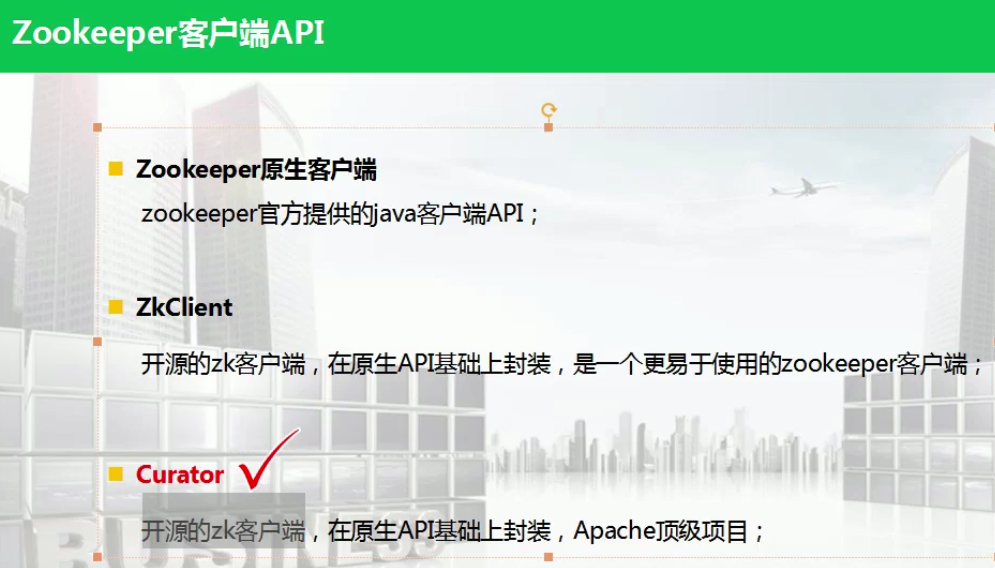 Zookeeper客户端API
Zookeeper原生客户端
zookeeper官方提供的java客户端API；
ZkClient
开源的zk客户端，在原生API基础上封装，是一个更易于使用的zookeeper客户端；
Curator
开源的zk客户端，在原生API基础上封装，Apache顶级项目；
BUSINESS